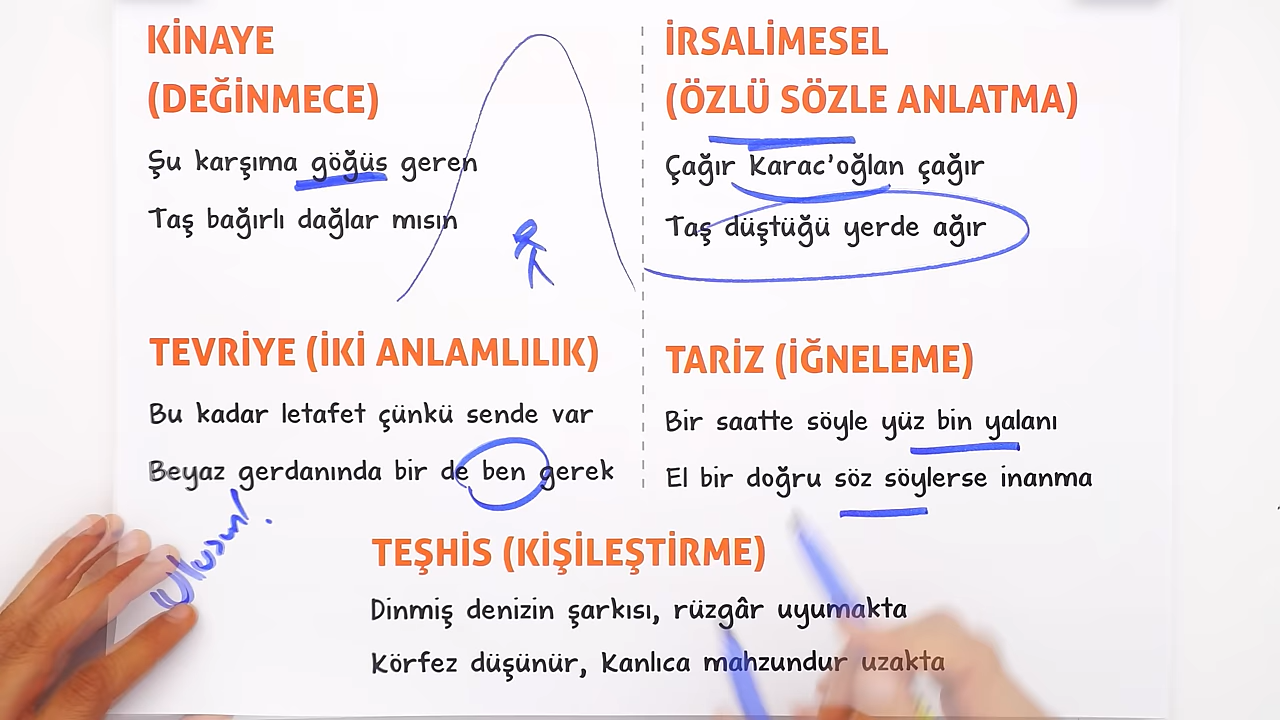 KİNAYE
(DEĞİNMECE)
Şu karşıma göğüs geren
Taş bağırlı dağlar mısın
İRSALİMESEL
(ÖZLÜ SÖZLE ANLATMA)
Çağır Karac'oğlan çağır
Taş düştüğü yerde ağır
TEVRİYE (İKİ ANLAMLILIK)
Bu kadar letafet çünkü sende var
Beyaz gerdanında bir de ben gerek
TARİZ (İĞNELEME)
Bir saatte söyle yüz bin yalanı
El bir doğru söz söylerse inanma
TEŞHİS (KİŞİLEŞTİRME)
Dinmiş denizin şarkısı, rüzgâr uyumakta
Körfez düşünür, Kanlıca mahzundur uzakta